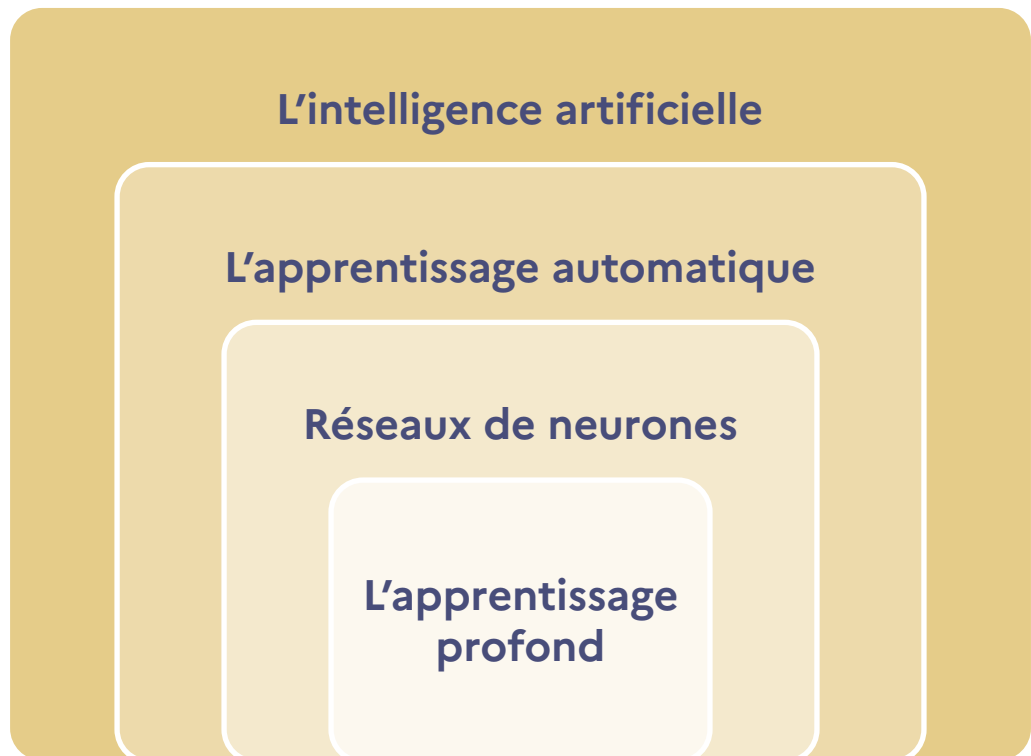 L’intelligence artificielle
L’apprentissage automatique
Réseaux de neurones
L’apprentissage
profond